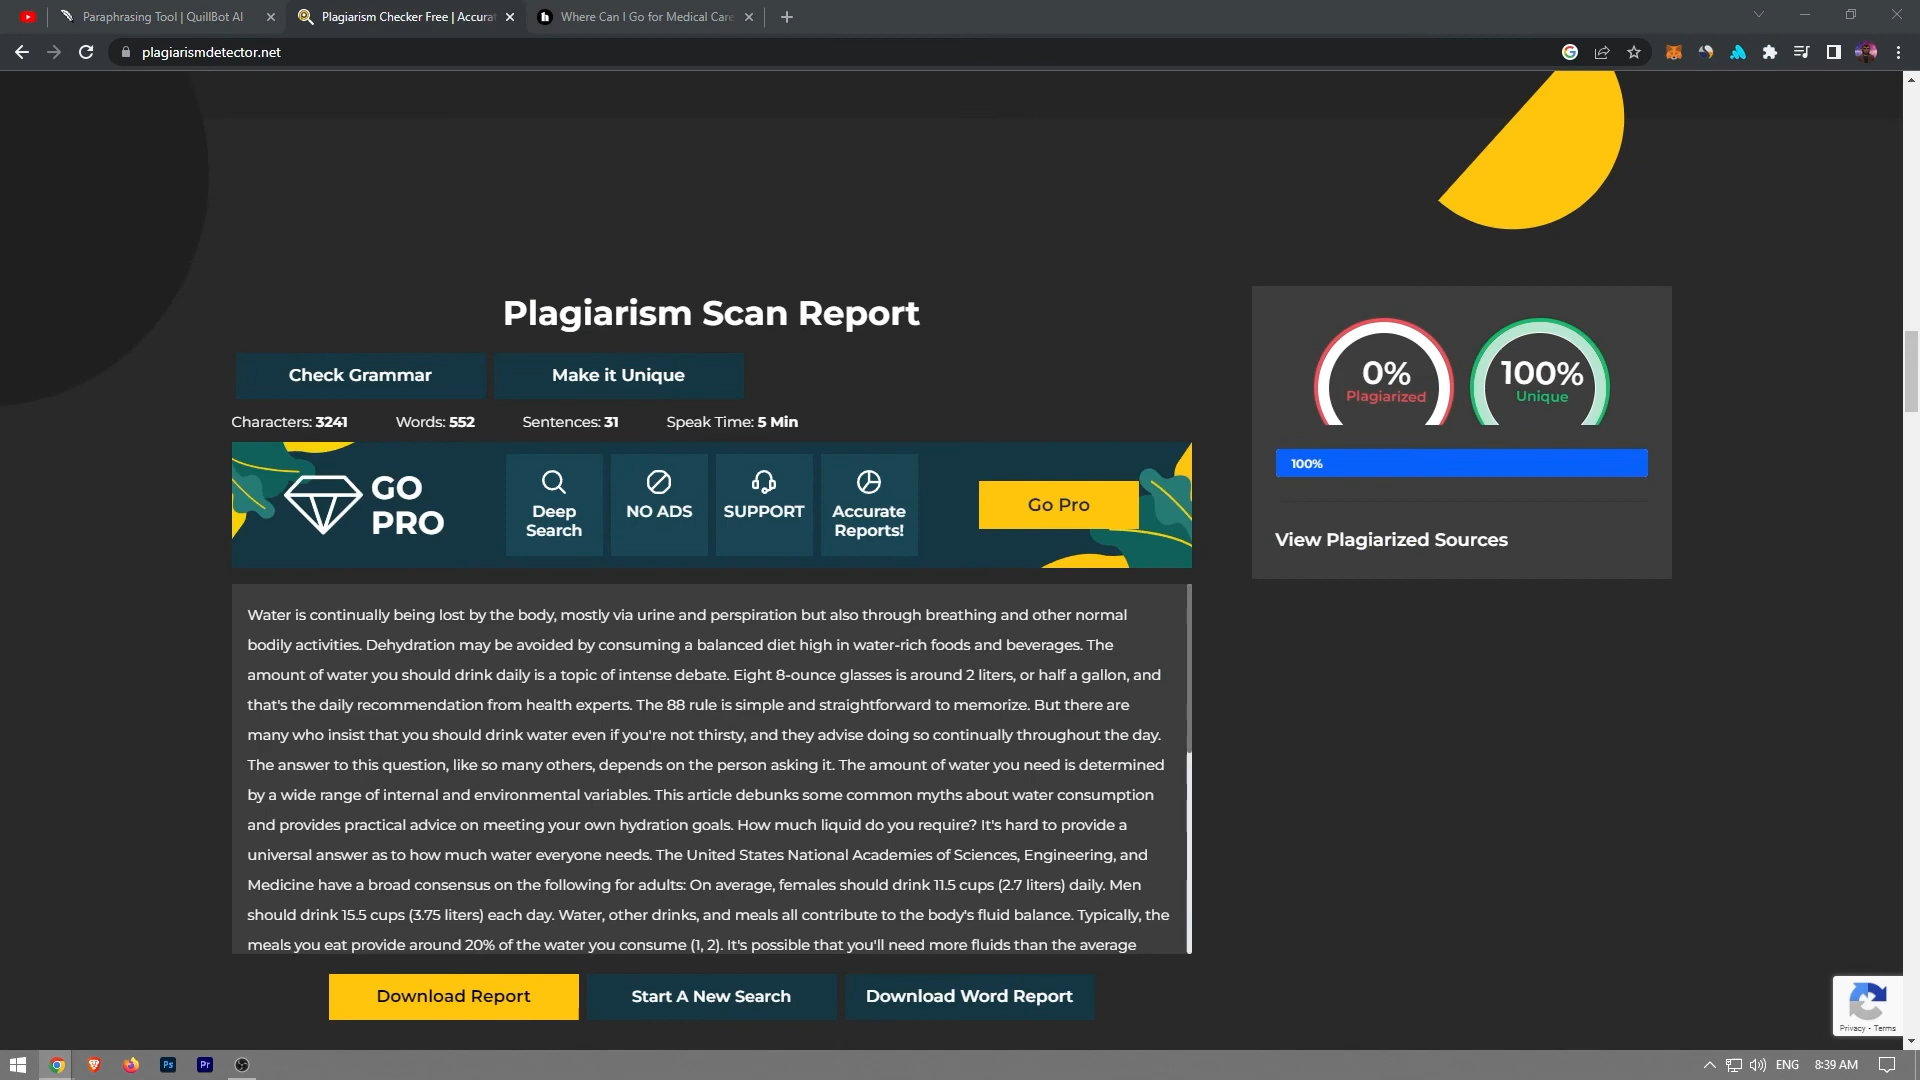 Paraphrasing Tool | QuillBot AI
Plagiarism Checker Free | Accurat
Where Can I Go for Medical Care
plagiarismdetector.net
Plagiarism Scan Report
Check Grammar
Make it Unique
Characters: 3241 Words: 552 Sentences: 31 Speak Time: 5 Min
GO PRO
Deep Search
NO ADS
SUPPORT
Accurate Reports!
Go Pro
Water is continually being lost by the body, mostly via urine and perspiration but also through breathing and other normal
bodily activities. Dehydration may be avoided by consuming a balanced diet high in water-rich foods and beverages. The
amount of water you should drink daily is a topic of intense debate. Eight 8-ounce glasses is around 2 liters, or half a gallon, and
that's the daily recommendation from health experts. The 88 rule is simple and straightforward to memorize. But there are
many who insist that you should drink water even if you're not thirsty, and they advise doing so continually throughout the day.
The answer to this question, like so many others, depends on the person asking it. The amount of water you need is determined
by a wide range of internal and environmental variables. This article debunks some common myths about water consumption
and provides practical advice on meeting your own hydration goals. How much liquid do you require? It's hard to provide a
universal answer as to how much water everyone needs. The United States National Academies of Sciences, Engineering, and
Medicine have a broad consensus on the following for adults: On average, females should drink 11.5 cups (2.7 liters) daily. Men
should drink 15.5 cups (3.75 liters) each day. Water, other drinks, and meals all contribute to the body's fluid balance. Typically, the
meals you eat provide around 20% of the water you consume (1, 2). It's possible that you'll need more fluids than the average
Download Report
Start A New Search
Download Word Report
0%
Plagiarized
100%
Unique
100%
View Plagiarized Sources
Privacy - Terms
Ps
Pr
ENG
8:39 AM